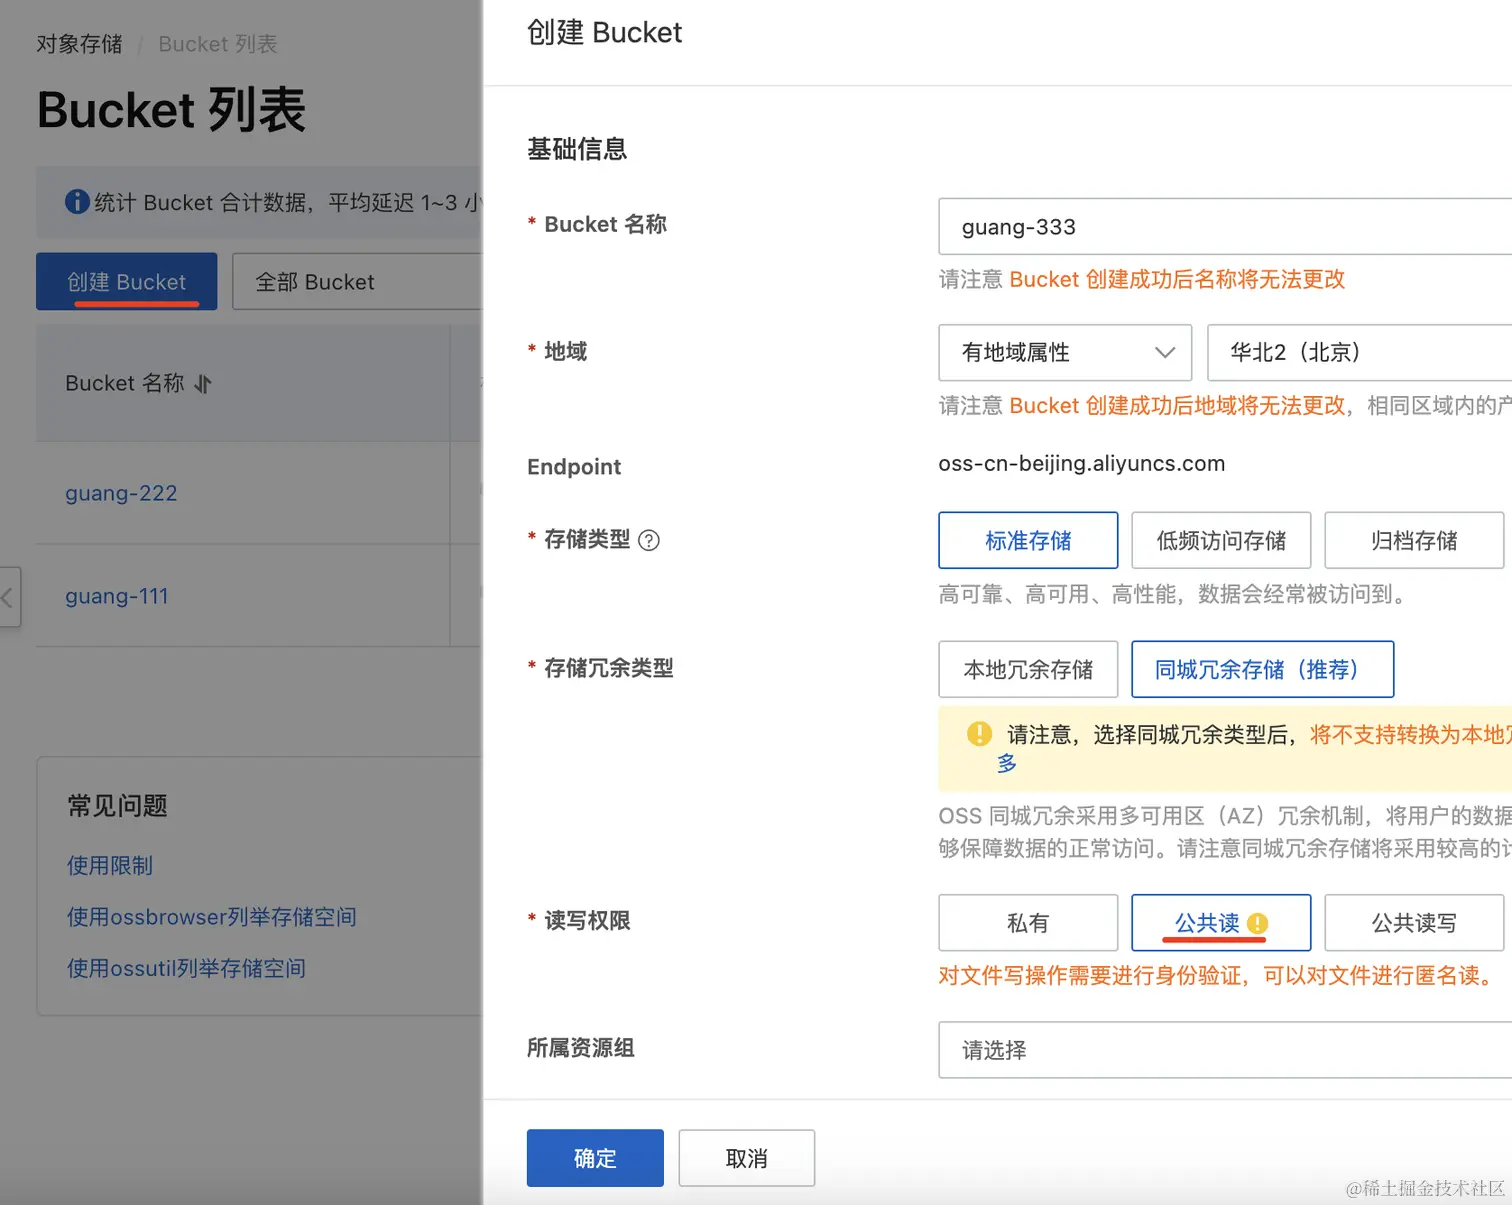 对象存储 / Bucket 列表
Bucket 列表
统计 Bucket 合计数据，平均延迟 1~3 小
创建 Bucket
全部 Bucket
Bucket 名称
guang-222
guang-111
常见问题
使用限制
使用ossbrowser列举存储空间
使用ossutil列举存储空间
创建 Bucket
基础信息
* Bucket 名称
guang-333
请注意 Bucket 创建成功后名称将无法更改
* 地域
有地域属性
华北2（北京）
请注意 Bucket 创建成功后地域将无法更改，相同区域内的产
Endpoint
oss-cn-beijing.aliyuncs.com
* 存储类型
标准存储
低频访问存储
归档存储
高可靠、高可用、高性能，数据会经常被访问到。
* 存储冗余类型
本地冗余存储
同城冗余存储（推荐）
请注意，选择同城冗余类型后，将不支持转换为本地冗
多
OSS 同城冗余采用多可用区（AZ）冗余机制，将用户的数据
够保障数据的正常访问。请注意同城冗余存储将采用较高的计
* 读写权限
私有
公共读
公共读写
对文件写操作需要进行身份验证，可以对文件进行匿名读。
所属资源组
请选择
确定
取消
@稀土掘金技术社区